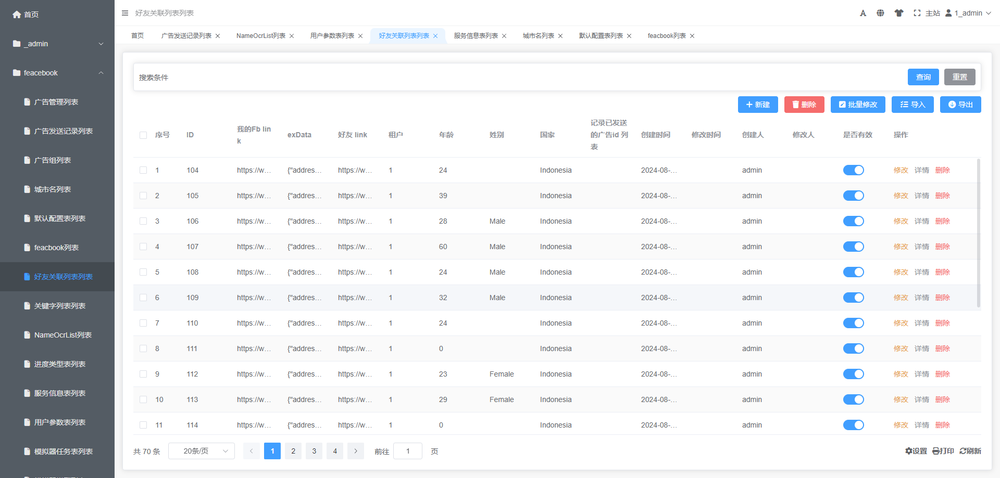 首页
_admin
feacebook
广告管理列表
广告发送记录列表
广告组列表
城市名列表
默认配置表列表
feacbook列表
好友关联列表列表
关键字列表列表
NameOcrList列表
进度类型表列表
服务信息表列表
用户参数表列表
模拟器任务表列表
好友关联列表列表
主站 1_admin
首页 广告发送记录列表 NameOcrList列表 用户参数表列表 好友关联列表列表 服务信息表列表 城市名列表 默认配置表列表 feacbook列表
搜索条件 查询 重置
新建 删除 批量修改 导入 导出
序号 ID 我的Fb link exData 好友 link 租户 年龄 性别 国家 记录已发送的广告id 列表 创建时间 修改时间 创建人 修改人 是否有效 操作
1 104 https://w... {"addres... https://w... 1 24 Indonesia 2024-08-... admin 修改 详情 删除
2 105 https://w... {"addres... https://w... 1 39 Indonesia 2024-08-... admin 修改 详情 删除
3 106 https://w... {"addres... https://w... 1 28 Male Indonesia 2024-08-... admin 修改 详情 删除
4 107 https://w... {"addres... https://w... 1 60 Male Indonesia 2024-08-... admin 修改 详情 删除
5 108 https://w... {"addres... https://w... 1 24 Male Indonesia 2024-08-... admin 修改 详情 删除
6 109 https://w... {"addres... https://w... 1 32 Male Indonesia 2024-08-... admin 修改 详情 删除
7 110 https://w... {"addres... https://w... 1 24 Indonesia 2024-08-... admin 修改 详情 删除
8 111 https://w... {"addres... https://w... 1 0 Indonesia 2024-08-... admin 修改 详情 删除
9 112 https://w... {"addres... https://w... 1 23 Female Indonesia 2024-08-... admin 修改 详情 删除
10 113 https://w... {"addres... https://w... 1 29 Female Indonesia 2024-08-... admin 修改 详情 删除
11 114 https://w... {"addres... https://w... 1 0 Indonesia 2024-08-... admin 修改 详情 删除
共 70 条 20条/页 1 2 3 4 前往 1 页 设置 打印 刷新